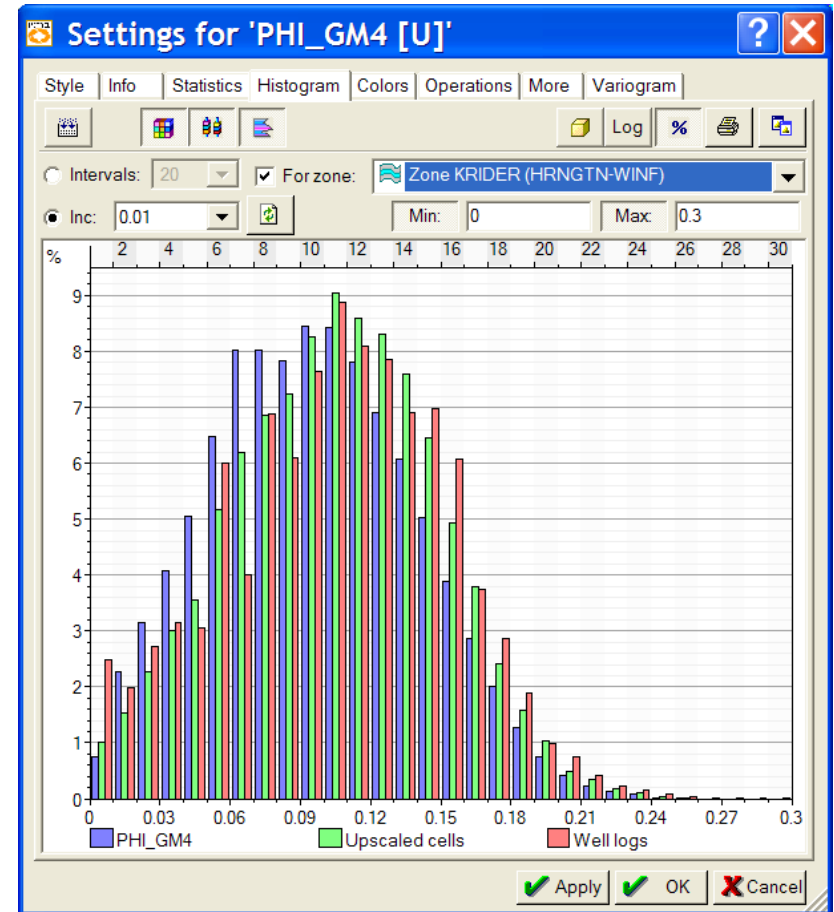 Settings for 'PHI_GM4 [U]'
Style Info Statistics Histogram Colors Operations More Variogram
Log %
Intervals: 20 For zone: Zone KRIDER (HRNGTN-WINF)
Inc: 0.01 Min: 0 Max: 0.3
% 2 4 6 8 10 12 14 16 18 20 22 24 26 28 30
9
8
7
6
5
4
3
2
1
0
0 0.03 0.06 0.09 0.12 0.15 0.18 0.21 0.24 0.27 0.3
PHI_GM4 Upscaled cells Well logs
Apply OK Cancel